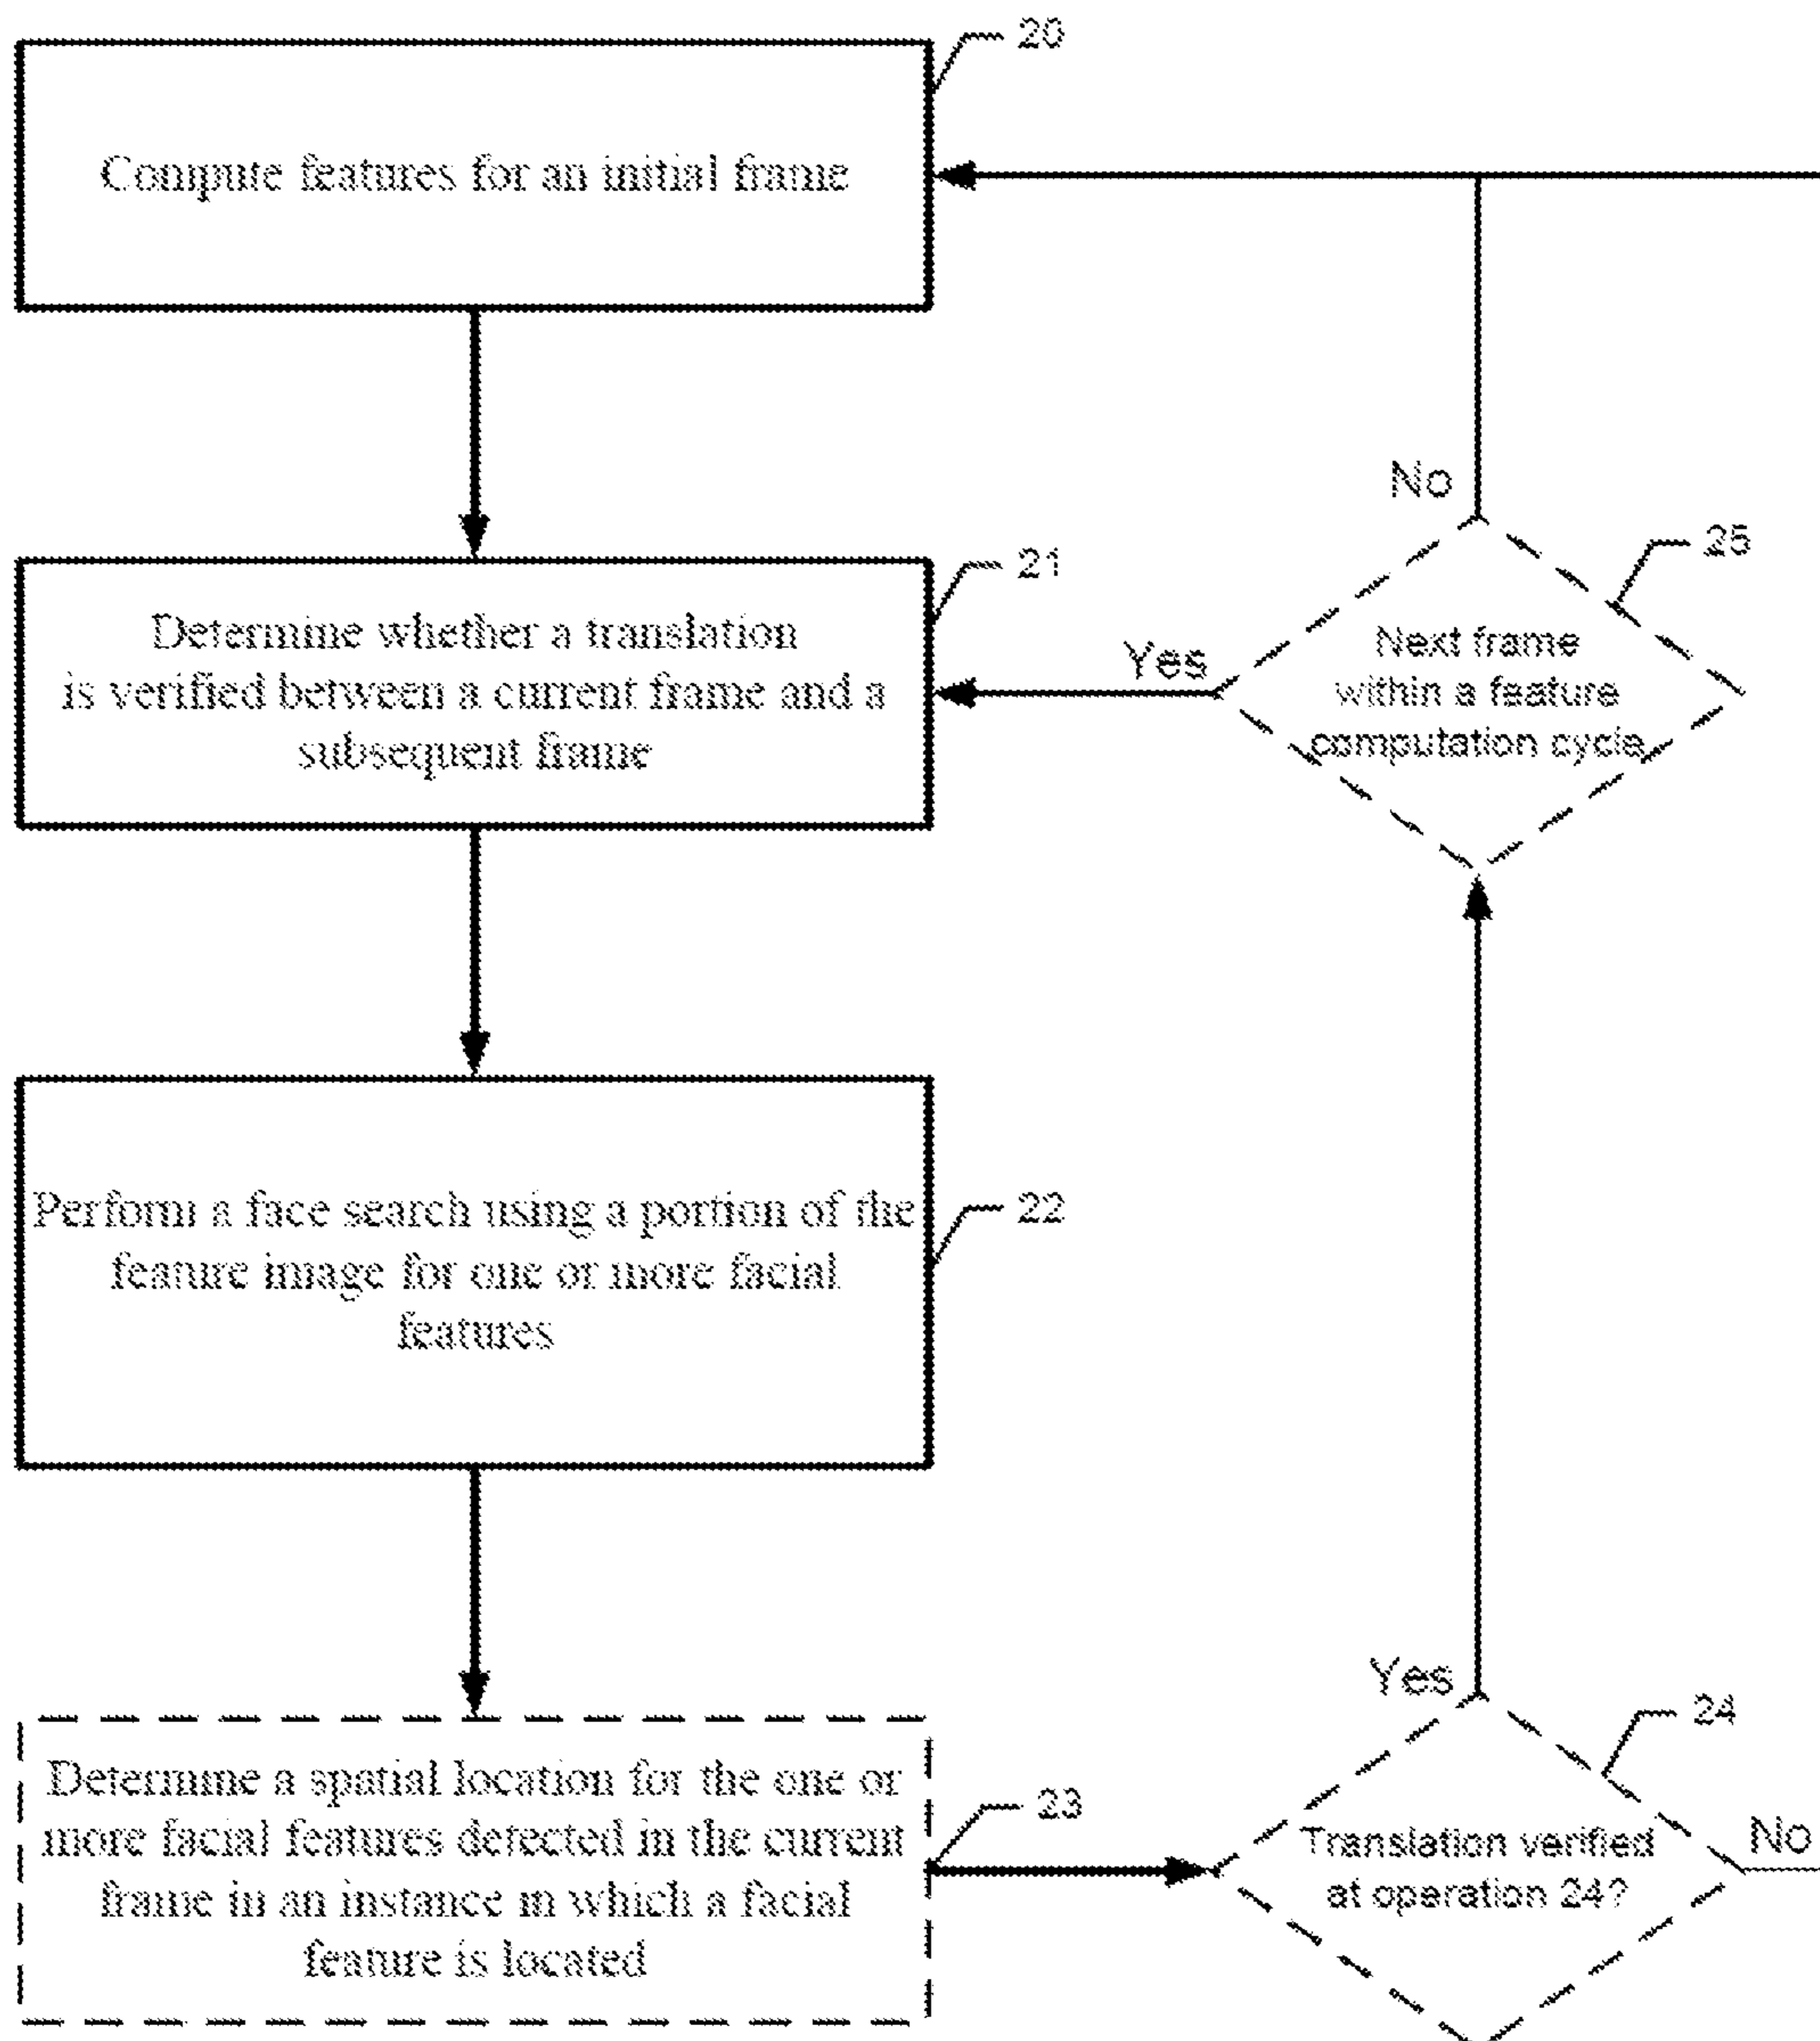 20
Compute features for an initial frame
No
21
25
Determine whether a translation
is verified between a current frame and a
subsequent frame
Yes
Next frame
within a feature
computation cycle
22
Perform a face search using a portion of the
feature image for one or more facial
features
Yes
24
23
Determine a spatial location for the one or
more facial features detected in the current
frame in an instance in which a facial
feature is located
Translation verified
at operation 24?
No